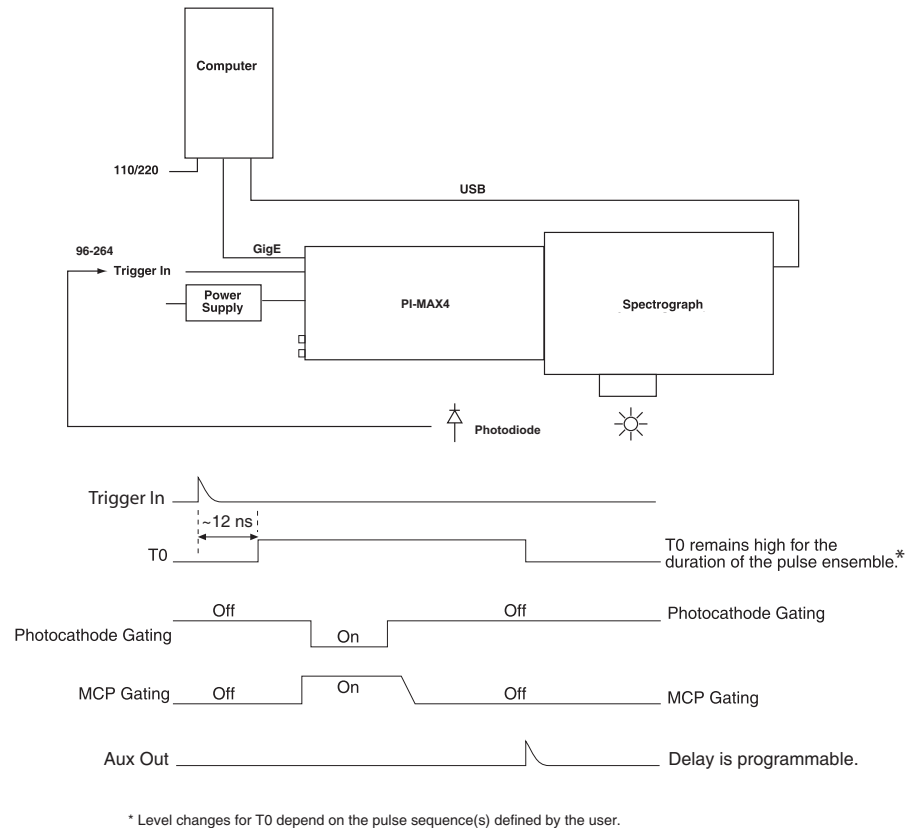 Computer
110/220
USB
96-264
GigE
Trigger In
Power
Supply
PI-MAX4
Spectrograph
Photodiode
Trigger In
~12 ns
T0
T0 remains high for the
duration of the pulse ensemble.*
Off
Off
Photocathode Gating
On
Photocathode Gating
MCP Gating
Off
On
Off
MCP Gating
Aux Out
Delay is programmable.
* Level changes for T0 depend on the pulse sequence(s) defined by the user.